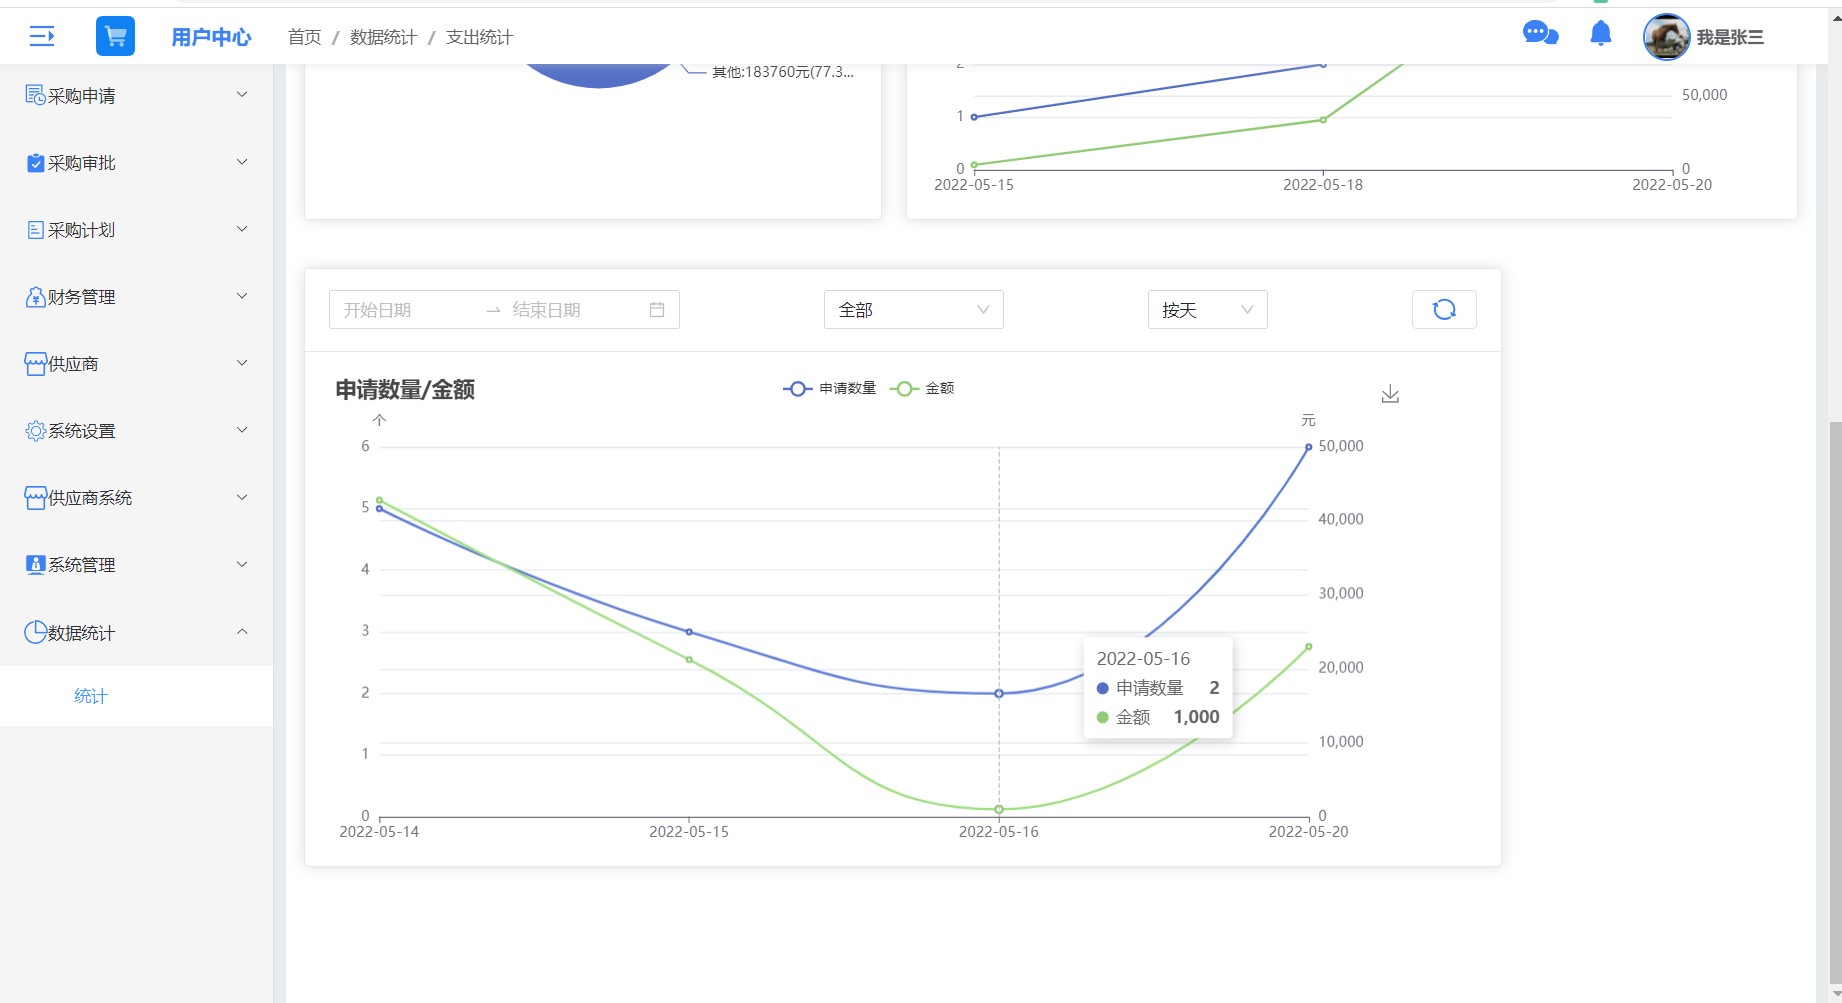 用户中心
首页 / 数据统计 / 支出统计
我是张三
采购申请
采购审批
采购计划
财务管理
供应商
系统设置
供应商系统
系统管理
数据统计
统计
其他:183760元(77.3...
2
1
0
50,000
0
2022-05-15
2022-05-18
2022-05-20
开始日期
结束日期
全部
按天
申请数量/金额
申请数量
金额
个
元
6
5
4
3
2
1
0
50,000
40,000
30,000
20,000
10,000
0
2022-05-16
申请数量 2
金额 1,000
2022-05-14
2022-05-15
2022-05-16
2022-05-20